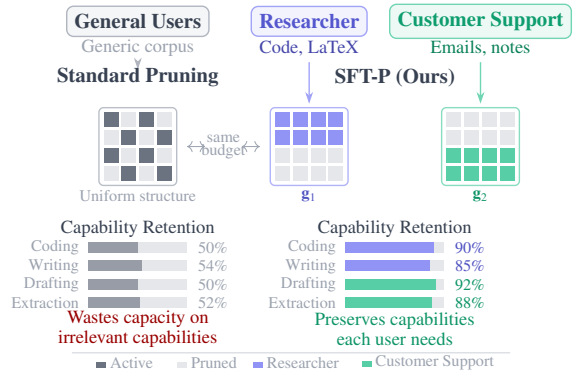 General Users
Researcher
Customer Support
Generic corpus
Code, LaTeX
Emails, notes
Standard Pruning
SFT-P (Ours)
same
budget
Uniform structure
g1
g2
Capability Retention
Coding 50%
Writing 54%
Drafting 50%
Extraction 52%
Wastes capacity on
irrelevant capabilities
Capability Retention
Coding 90%
Writing 85%
Drafting 92%
Extraction 88%
Preserves capabilities
each user needs
Active Pruned Researcher Customer Support